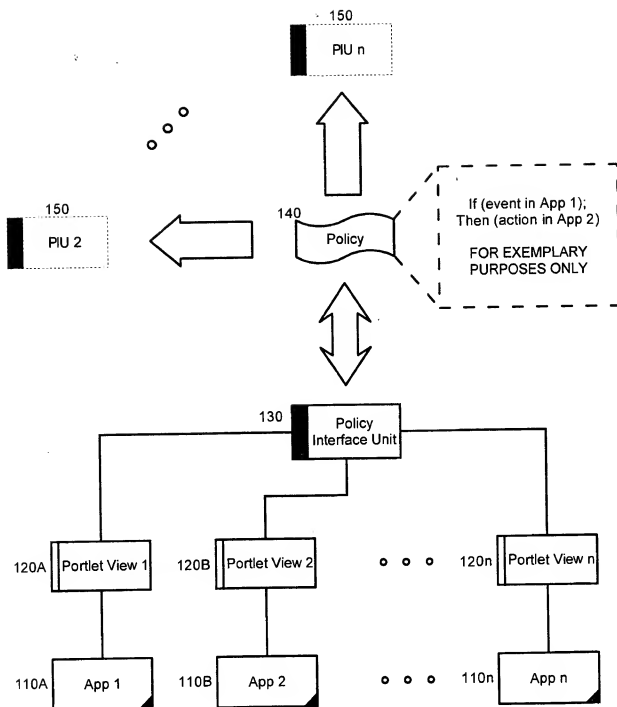 150
PIU n
150
PIU 2
140
Policy
If (event in App 1);
Then (action in App 2)
FOR EXEMPLARY
PURPOSES ONLY
130
Policy
Interface Unit
120A
Portlet View 1
120B
Portlet View 2
120n
Portlet View n
110A
App 1
110B
App 2
110n
App n